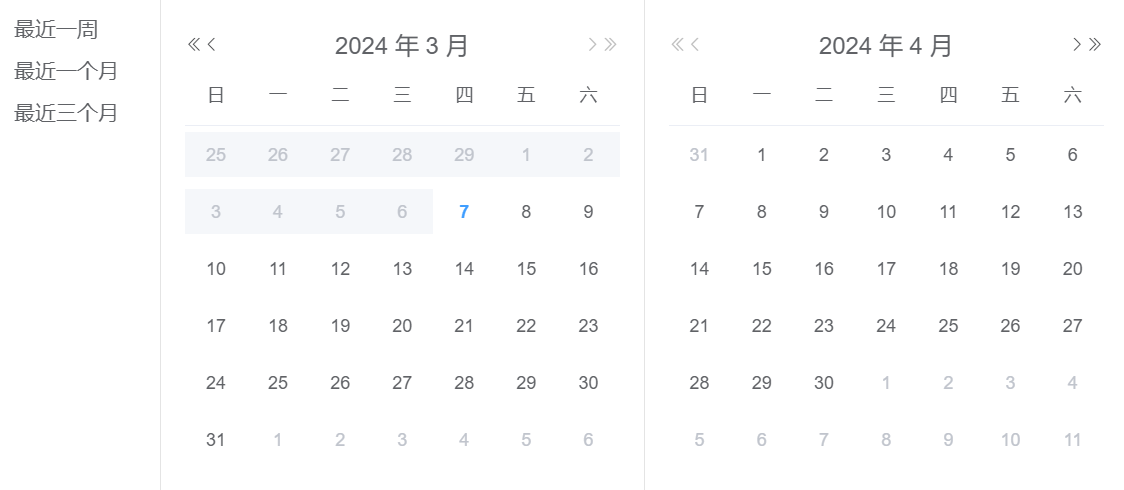 最近一周
最近一个月
最近三个月
2024 年 3 月
日 一 二 三 四 五 六
25 26 27 28 29 1 2
3 4 5 6 7 8 9
10 11 12 13 14 15 16
17 18 19 20 21 22 23
24 25 26 27 28 29 30
31 1 2 3 4 5 6
2024 年 4 月
日 一 二 三 四 五 六
31 1 2 3 4 5 6
7 8 9 10 11 12 13
14 15 16 17 18 19 20
21 22 23 24 25 26 27
28 29 30 1 2 3 4
5 6 7 8 9 10 11